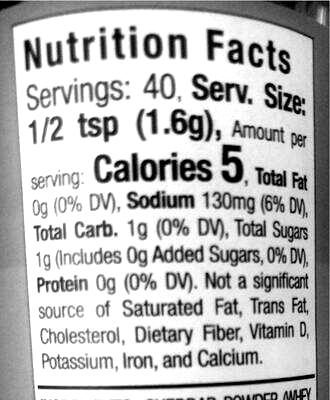 Nutrition Facts
Servings: 40, Serv. Size:
1/2 tsp (1.6g), Amount per
serving: Calories 5, Total Fat
0g (0% DV), Sodium 130mg (6% DV),
Total Carb. 1g (0% DV), Total Sugars
1g (Includes 0g Added Sugars, 0% DV),
Protein 0g (0% DV). Not a significant
source of Saturated Fat, Trans Fat,
Cholesterol, Dietary Fiber, Vitamin D,
Potassium, Iron, and Calcium.
POWDER (WHEY